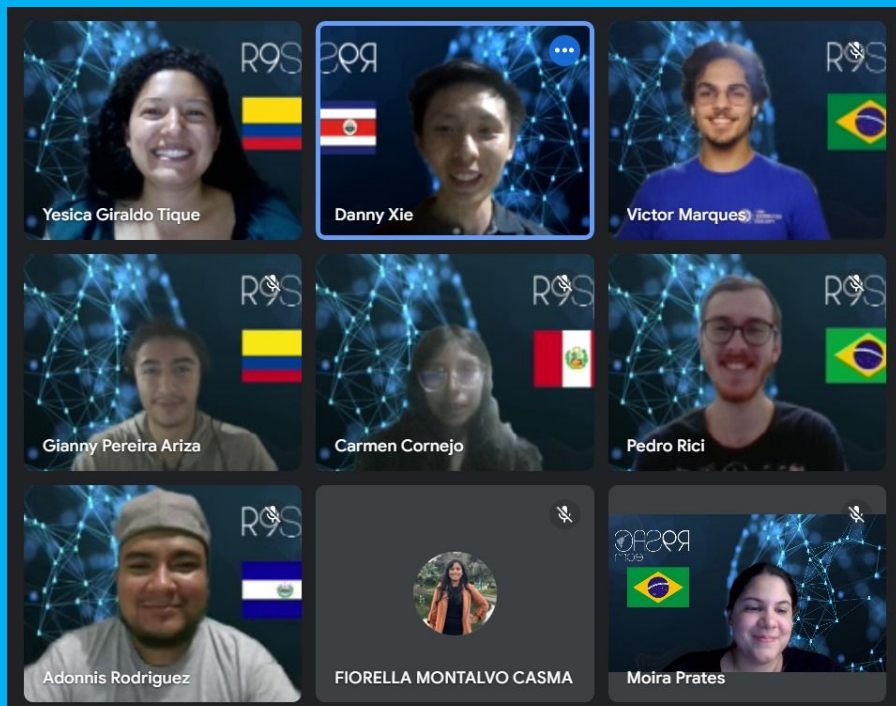 R9S
Yesica Giraldo Tique
Danny Xie
R9S
Victor Marques
R9S
Gianny Pereira Ariza
R9S
Carmen Cornejo
R9S
Pedro Rici
R9S
Adonnis Rodriguez
FIORELLA MONTALVO CASMA
Moira Prates